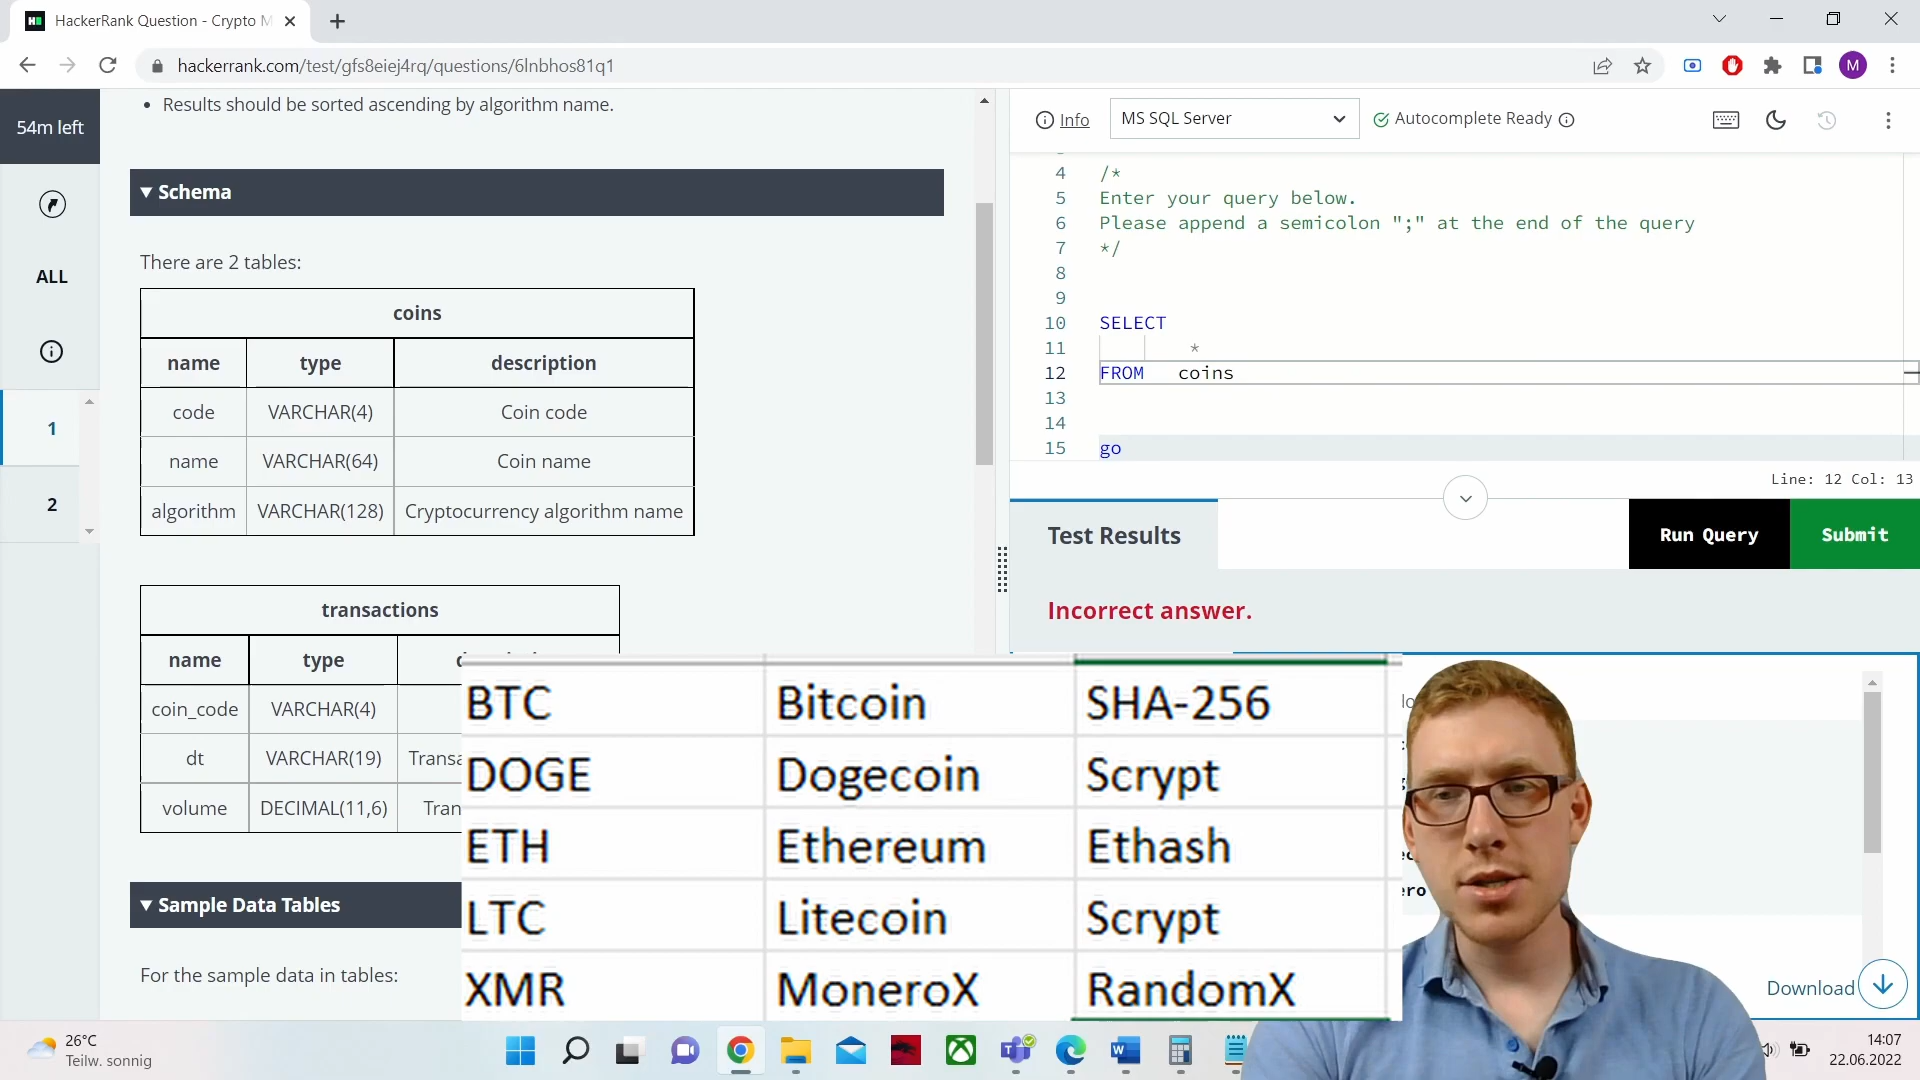 HackerRank Question - Crypto M
hackerrank.com/test/gfs8eiej4rq/questions/6lnbhos81q1
M
54m left
ALL
1
2
Results should be sorted ascending by algorithm name.
Schema
There are 2 tables:
coins
name type description
code VARCHAR(4) Coin code
name VARCHAR(64) Coin name
algorithm VARCHAR(128) Cryptocurrency algorithm name
transactions
name type
coin_code VARCHAR(4)
dt VARCHAR(19) Transa
volume DECIMAL(11,6) Tran
Sample Data Tables
For the sample data in tables:
Info
MS SQL Server
Autocomplete Ready
4 /*
5 Enter your query below.
6 Please append a semicolon ";" at the end of the query
7 */
8
9
10 SELECT
11 *
12 FROM coins
13
14
15 go
Line: 12 Col: 13
Test Results
Run Query
Submit
Incorrect answer.
BTC Bitcoin SHA-256
DOGE Dogecoin Scrypt
ETH Ethereum Ethash
LTC Litecoin Scrypt
XMR MoneroX RandomX
ero
Download
26°C
Teilw. sonnig
14:07
22.06.2022